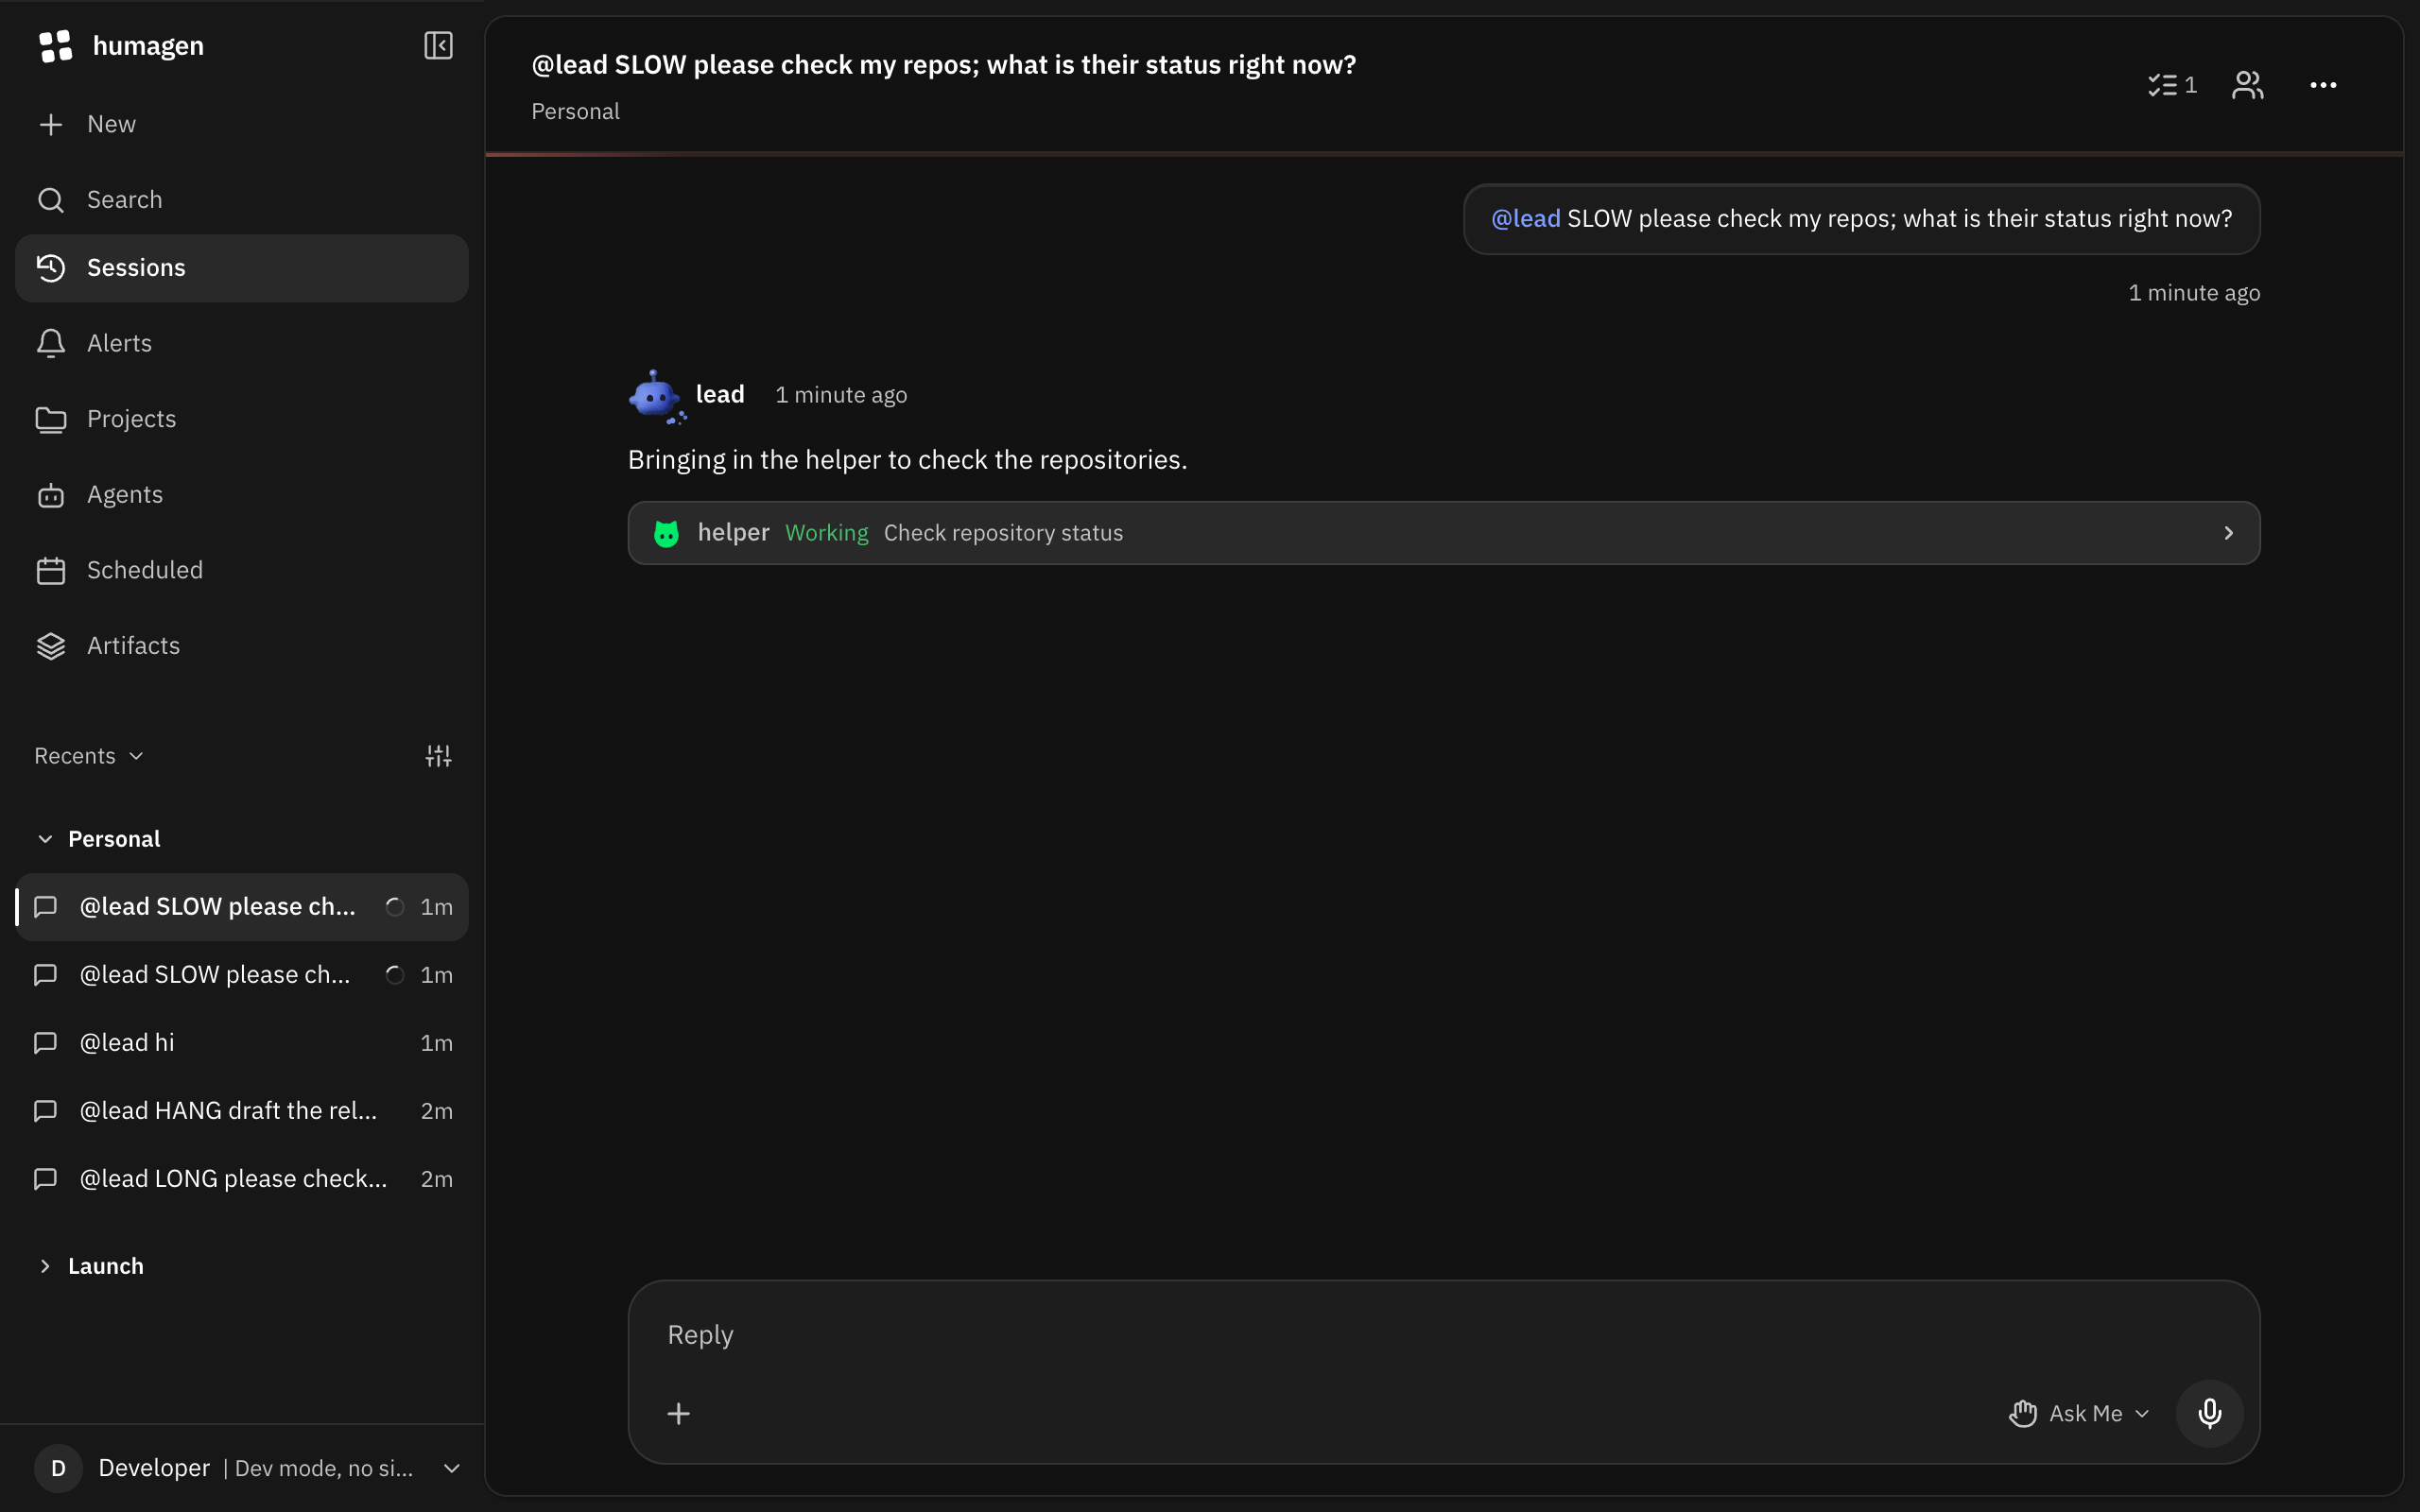 humagen
New
Search
Sessions
Alerts
Projects
Agents
Scheduled
Artifacts
Recents
Personal
@lead SLOW please ch... 1m
@lead SLOW please ch... 1m
@lead hi 1m
@lead HANG draft the rel... 2m
@lead LONG please check... 2m
Launch
D Developer | Dev mode, no si...
@lead SLOW please check my repos; what is their status right now?
Personal
1
@lead SLOW please check my repos; what is their status right now?
1 minute ago
lead 1 minute ago
Bringing in the helper to check the repositories.
helper Working Check repository status
Reply
Ask Me